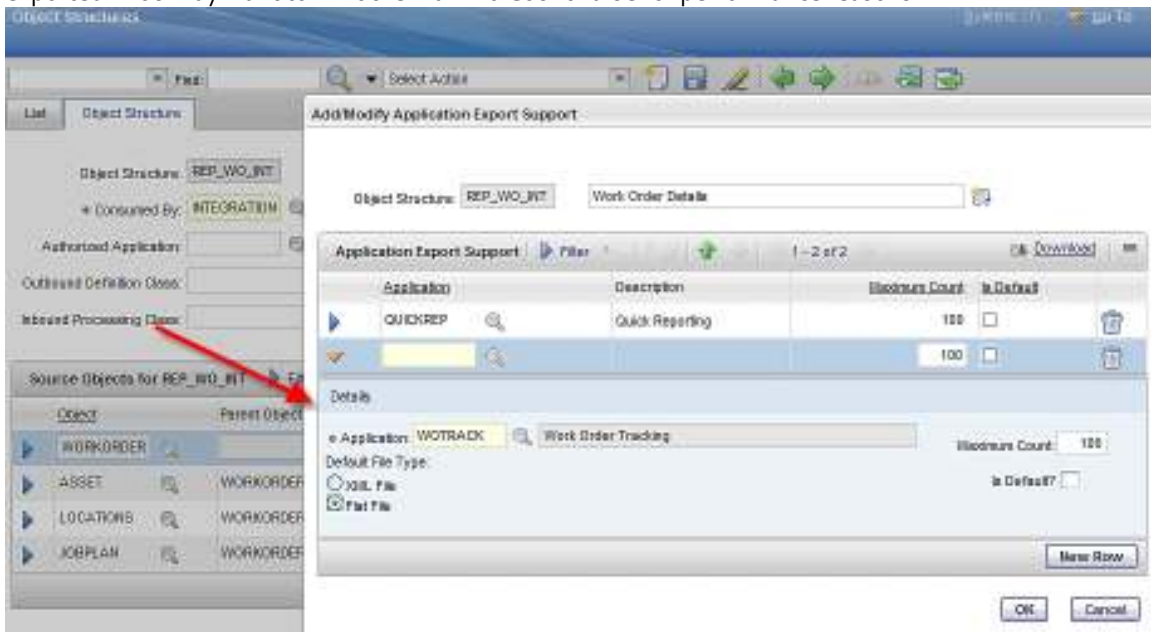 Object Structures
Go To
Find:
Select Action
List
Object Structure
Add/Modify Application Export Support
Object Structure: REP_WO_INT
Consumed By: INTEGRATION
Authorized Application:
Outbound Definition Class:
Inbound Processing Class:
Object Structure: REP_WO_INT Work Order Details
Application Export Support Filter 1 - 2 of 2 Download
Application Description Maximum Count Is Default
QUICKREP Quick Reporting 100
100
Details
Application: WOTRACK Work Order Tracking
Maximum Count: 100
Default File Type:
XML File
Flat File
Is Default?
New Row
OK Cancel
Source Objects for REP_WO_INT
Object Parent Object
WORKORDER
ASSET WORKORDER
LOCATIONS WORKORDER
JOBPLAN WORKORDER